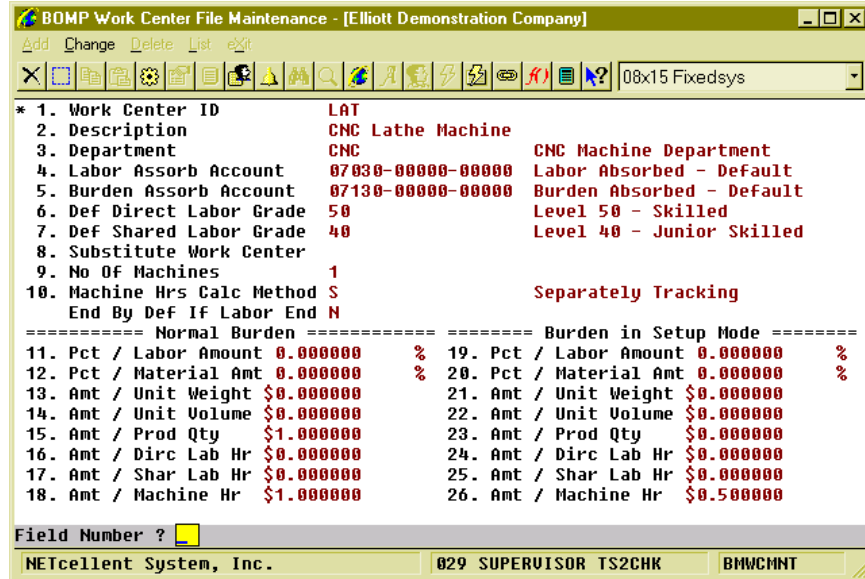 BOMP Work Center File Maintenance - [Elliott Demonstration Company]
Add Change Delete List eXit
08x15 Fixedsys
* 1. Work Center ID LAT
2. Description CNC Lathe Machine
3. Department CNC CNC Machine Department
4. Labor Assorb Account 07030-00000-00000 Labor Absorbed - Default
5. Burden Assorb Account 07130-00000-00000 Burden Absorbed - Default
6. Def Direct Labor Grade 50 Level 50 - Skilled
7. Def Shared Labor Grade 40 Level 40 - Junior Skilled
8. Substitute Work Center
9. No Of Machines 1
10. Machine Hrs Calc Method S Separately Tracking
End By Def If Labor End N
=========== Normal Burden ============ ======== Burden in Setup Mode ========
11. Pct / Labor Amount 0.000000 % 19. Pct / Labor Amount 0.000000 %
12. Pct / Material Amt 0.000000 % 20. Pct / Material Amt 0.000000 %
13. Amt / Unit Weight $0.000000 21. Amt / Unit Weight $0.000000
14. Amt / Unit Volume $0.000000 22. Amt / Unit Volume $0.000000
15. Amt / Prod Qty $1.000000 23. Amt / Prod Qty $0.000000
16. Amt / Dirc Lab Hr $0.000000 24. Amt / Dirc Lab Hr $0.000000
17. Amt / Shar Lab Hr $0.000000 25. Amt / Shar Lab Hr $0.000000
18. Amt / Machine Hr $1.000000 26. Amt / Machine Hr $0.500000
Field Number ?
NETcellent System, Inc. 029 SUPERVISOR TS2CHK BMWCMNT